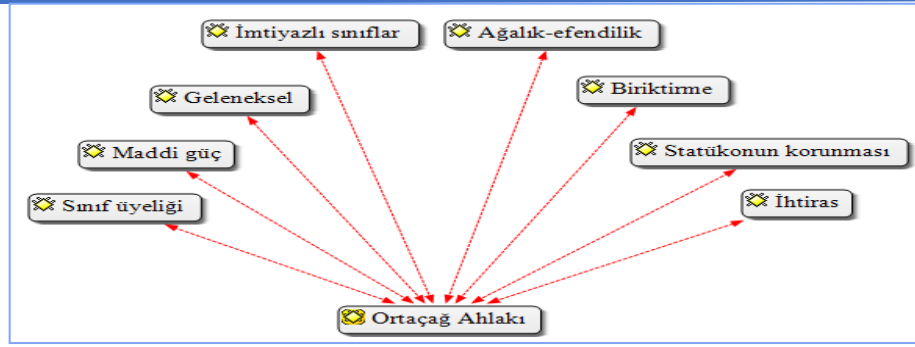 İmtiyazlı sınıflar
Ağalık-efendilik
Geleneksel
Biriktirme
Maddi güç
Statükonun korunması
Sınıf üyeliği
İhtiras
Ortaçağ Ahlakı